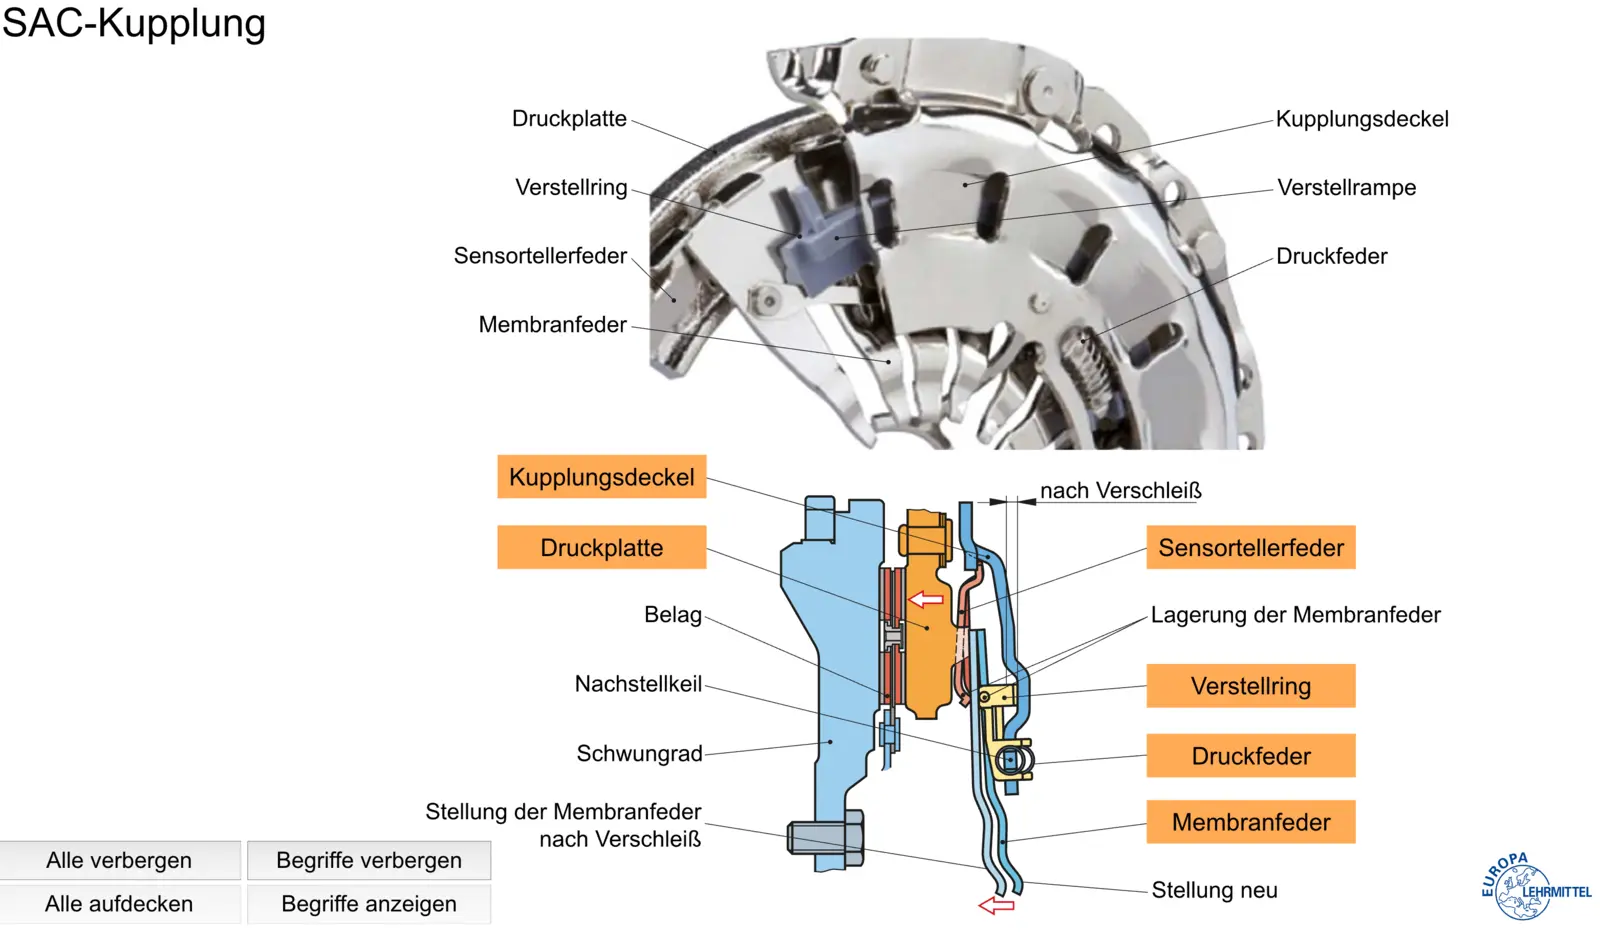 SAC-Kupplung
Druckplatte
Kupplungsdeckel
Verstellring
Verstellrampe
Sensortellerfeder
Druckfeder
Membranfeder
Kupplungsdeckel
nach Verschleiß
Druckplatte
Sensortellerfeder
Belag
Lagerung der Membranfeder
Nachstellkeil
Verstellring
Schwungrad
Druckfeder
Stellung der Membranfeder
nach Verschleiß
Membranfeder
Stellung neu
Alle verbergen
Begriffe verbergen
Alle aufdecken
Begriffe anzeigen
EUROPA
LEHRMITTEL